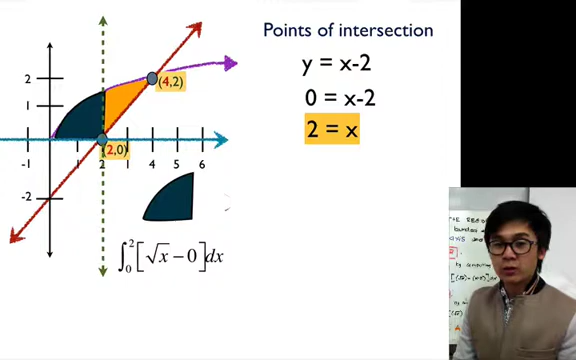 Points of intersection
y = x-2
0 = x-2
2 = x
2
1
-2
-1
2
3
4
5
6
(4,2)
(2,0)
∫₀²[√x − 0]dx